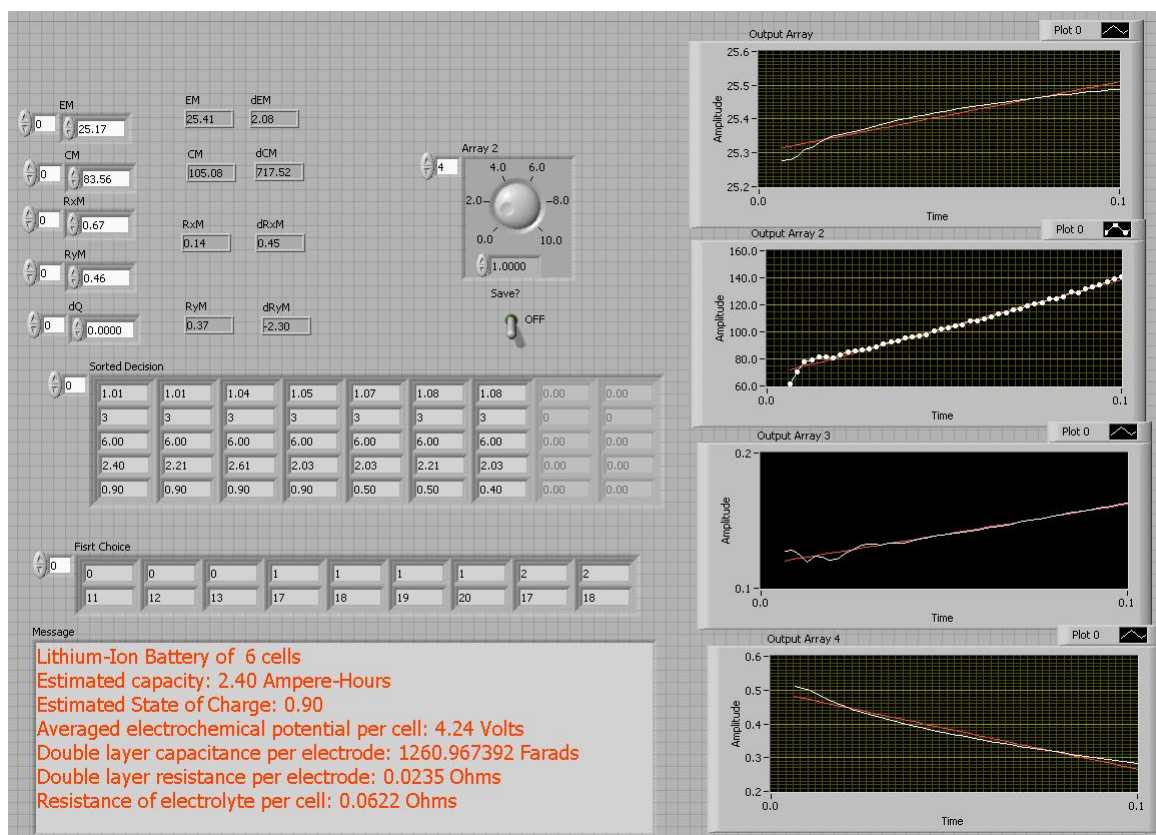 EM
0
25.17
CM
0
83.56
RxM
0
0.67
RyM
0
0.46
dQ
0
0.0000
EM dEM
25.41 2.08
CM dCM
105.08 717.52
RxM dRxM
0.14 0.45
RyM dRyM
0.37 -2.30
Array 2
4
4.0 6.0
2.0 8.0
0.0 10.0
1.0000
Save?
OFF
Sorted Decision
0
1.01 1.01 1.04 1.05 1.07 1.08 1.08 0.00 0.00
3 3 3 3 3 3 3 0 0
6.00 6.00 6.00 6.00 6.00 6.00 6.00 0.00 0.00
2.40 2.21 2.61 2.03 2.03 2.21 2.03 0.00 0.00
0.90 0.90 0.90 0.90 0.50 0.50 0.40 0.00 0.00
Fisrt Choice
0
0 0 0 1 1 1 1 2 2
11 12 13 17 18 19 20 17 18
Message
Lithium-Ion Battery of 6 cells
Estimated capacity: 2.40 Ampere-Hours
Estimated State of Charge: 0.90
Averaged electrochemical potential per cell: 4.24 Volts
Double layer capacitance per electrode: 1260.967392 Farads
Double layer resistance per electrode: 0.0235 Ohms
Resistance of electrolyte per cell: 0.0622 Ohms
Output Array
Plot 0
Amplitude
25.6
25.5
25.4
25.3
25.2
0.0 0.1
Time
Output Array 2
Plot 0
Amplitude
160.0
140.0
120.0
100.0
80.0
60.0
0.0 0.1
Time
Output Array 3
Plot 0
Amplitude
0.2
0.1
0.0 0.1
Time
Output Array 4
Plot 0
Amplitude
0.6
0.5
0.4
0.3
0.2
0.0 0.1
Time